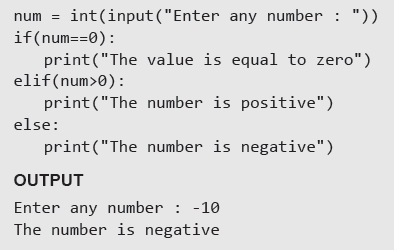 num = int(input("Enter any number : "))
if(num==0):
   print("The value is equal to zero")
elif(num>0):
   print("The number is positive")
else:
   print("The number is negative")
OUTPUT
Enter any number : -10
The number is negative